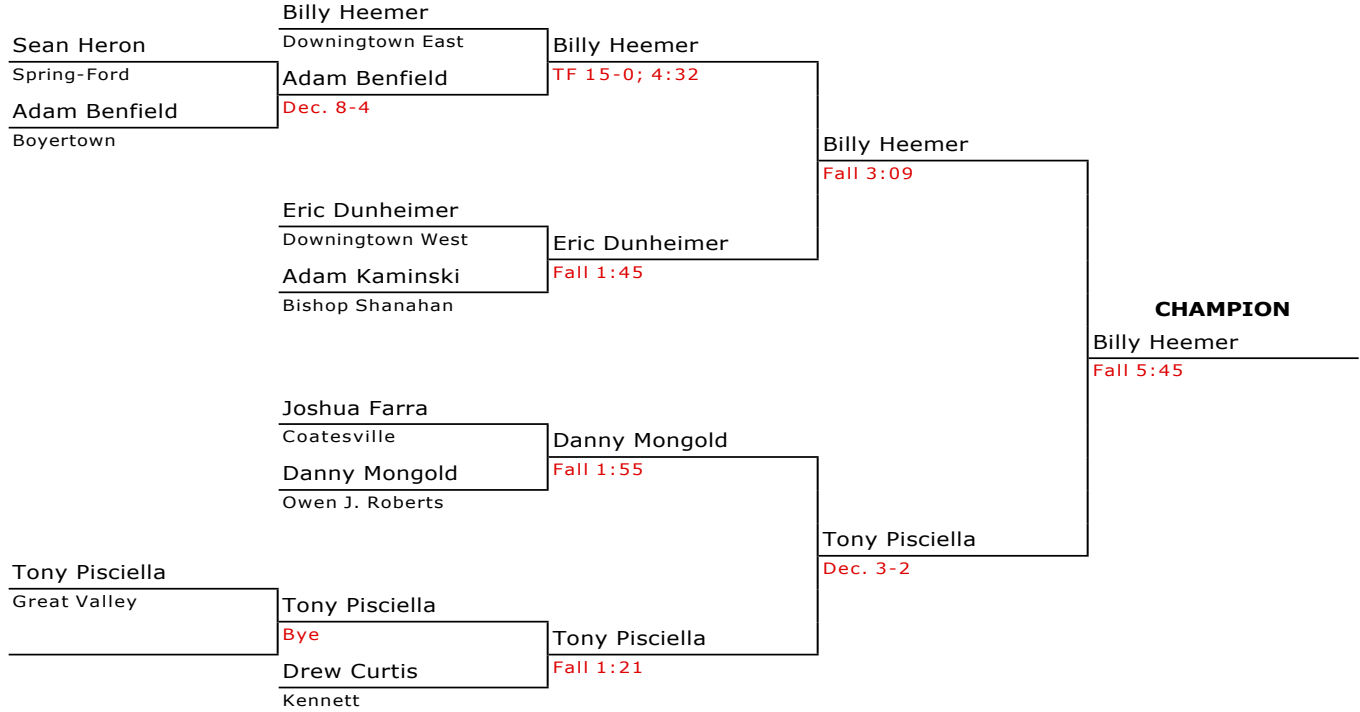 Sean Heron
Spring-Ford
Adam Benfield
Boyertown
Tony Pisciella
Great Valley
Billy Heemer
Downingtown East
Adam Benfield
Dec. 8-4
Eric Dunheimer
Downingtown West
Adam Kaminski
Bishop Shanahan
Joshua Farra
Coatesville
Danny Mongold
Owen J. Roberts
Tony Pisciella
Bye
Drew Curtis
Kennett
Billy Heemer
TF 15-0; 4:32
Eric Dunheimer
Fall 1:45
Danny Mongold
Fall 1:55
Tony Pisciella
Fall 1:21
Billy Heemer
Fall 3:09
Tony Pisciella
Dec. 3-2
CHAMPION
Billy Heemer
Fall 5:45